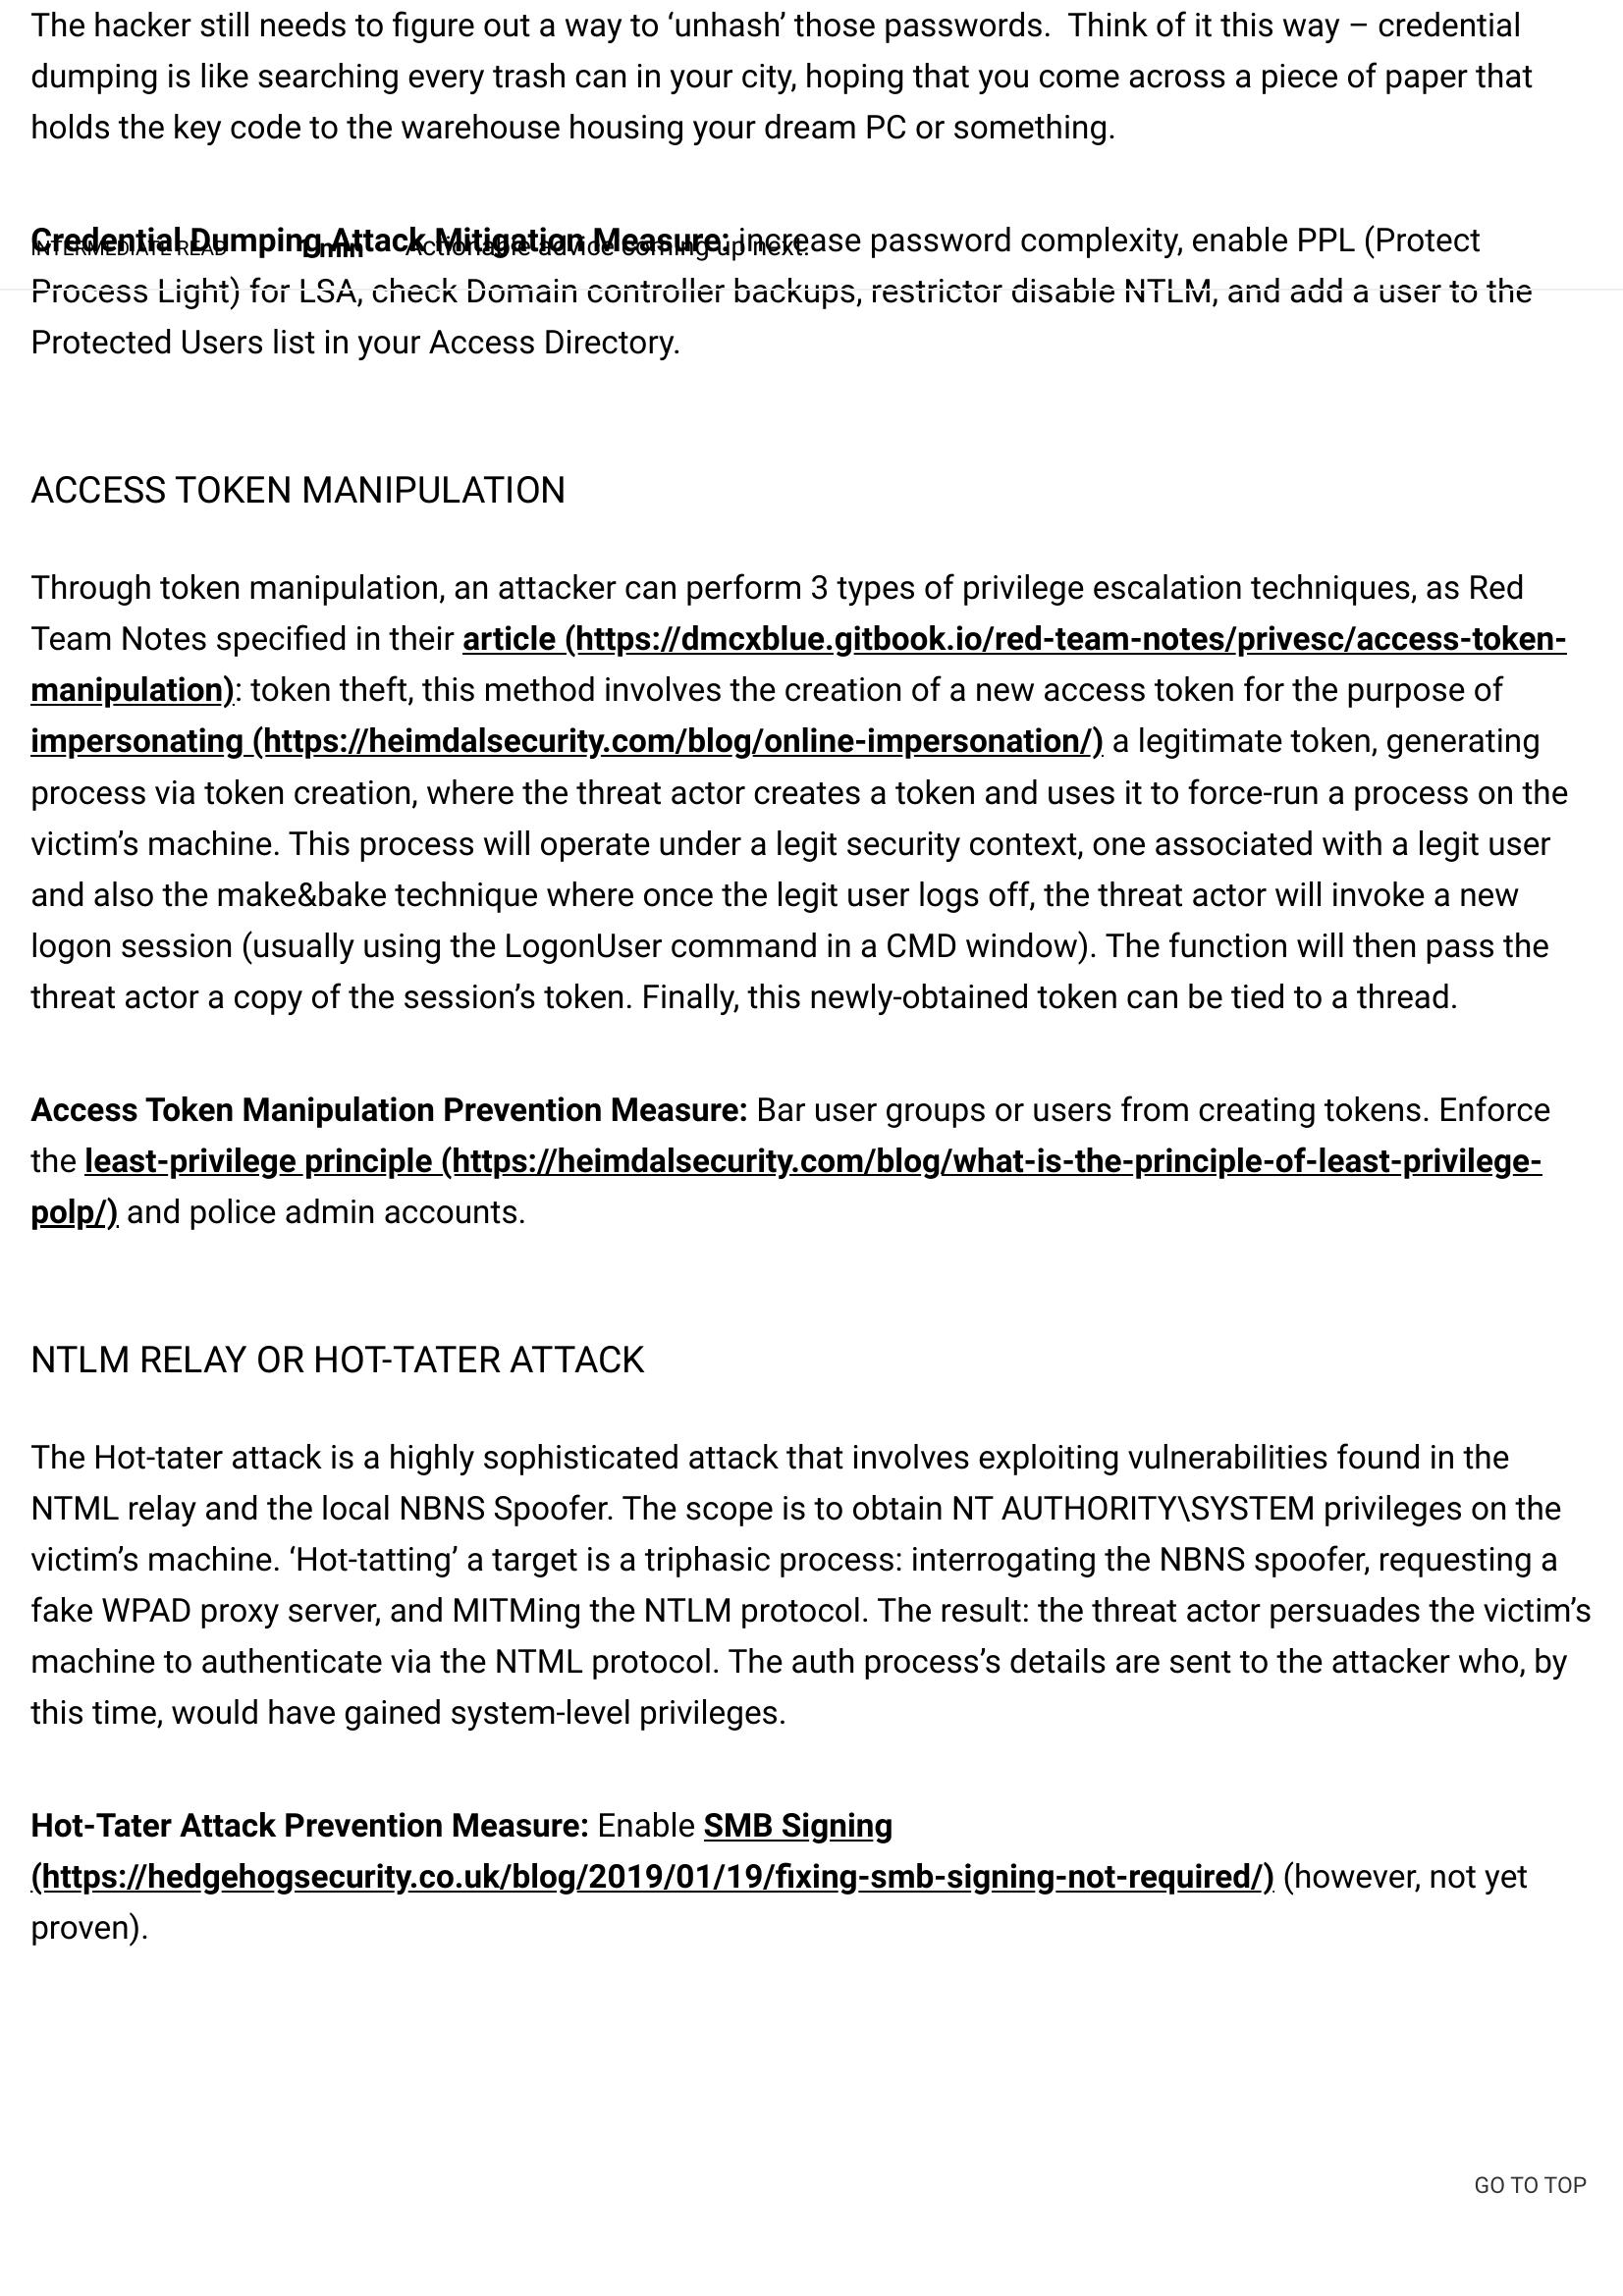 The hacker still needs to figure out a way to ‘unhash’ those passwords.  Think of it this way – credential
dumping is like searching every trash can in your city, hoping that you come across a piece of paper that
holds the key code to the warehouse housing your dream PC or something.
Credential Dumping Attack Mitigation Measure: increase password complexity, enable PPL (Protect
INTERMEDIATE READ 1 min Actionable advice coming up next.
Process Light) for LSA, check Domain controller backups, restrictor disable NTLM, and add a user to the
Protected Users list in your Access Directory.
ACCESS TOKEN MANIPULATION
Through token manipulation, an attacker can perform 3 types of privilege escalation techniques, as Red
Team Notes specified in their article (https://dmcxblue.gitbook.io/red-team-notes/privesc/access-token-
manipulation): token theft, this method involves the creation of a new access token for the purpose of
impersonating (https://heimdalsecurity.com/blog/online-impersonation/) a legitimate token, generating
process via token creation, where the threat actor creates a token and uses it to force-run a process on the
victim’s machine. This process will operate under a legit security context, one associated with a legit user
and also the make&bake technique where once the legit user logs off, the threat actor will invoke a new
logon session (usually using the LogonUser command in a CMD window). The function will then pass the
threat actor a copy of the session’s token. Finally, this newly-obtained token can be tied to a thread.
Access Token Manipulation Prevention Measure: Bar user groups or users from creating tokens. Enforce
the least-privilege principle (https://heimdalsecurity.com/blog/what-is-the-principle-of-least-privilege-
polp/) and police admin accounts.
NTLM RELAY OR HOT-TATER ATTACK
The Hot-tater attack is a highly sophisticated attack that involves exploiting vulnerabilities found in the
NTML relay and the local NBNS Spoofer. The scope is to obtain NT AUTHORITY\SYSTEM privileges on the
victim’s machine. ‘Hot-tatting’ a target is a triphasic process: interrogating the NBNS spoofer, requesting a
fake WPAD proxy server, and MITMing the NTLM protocol. The result: the threat actor persuades the victim’s
machine to authenticate via the NTML protocol. The auth process’s details are sent to the attacker who, by
this time, would have gained system-level privileges.
Hot-Tater Attack Prevention Measure: Enable SMB Signing
(https://hedgehogsecurity.co.uk/blog/2019/01/19/fixing-smb-signing-not-required/) (however, not yet
proven).
GO TO TOP